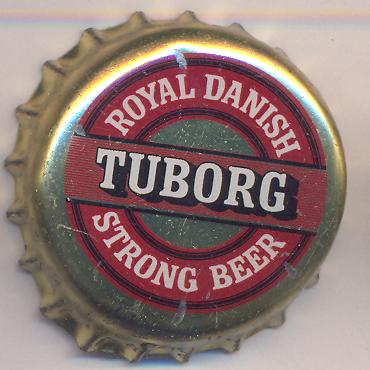 ROYAL DANISH
TUBORG
STRONG BEER